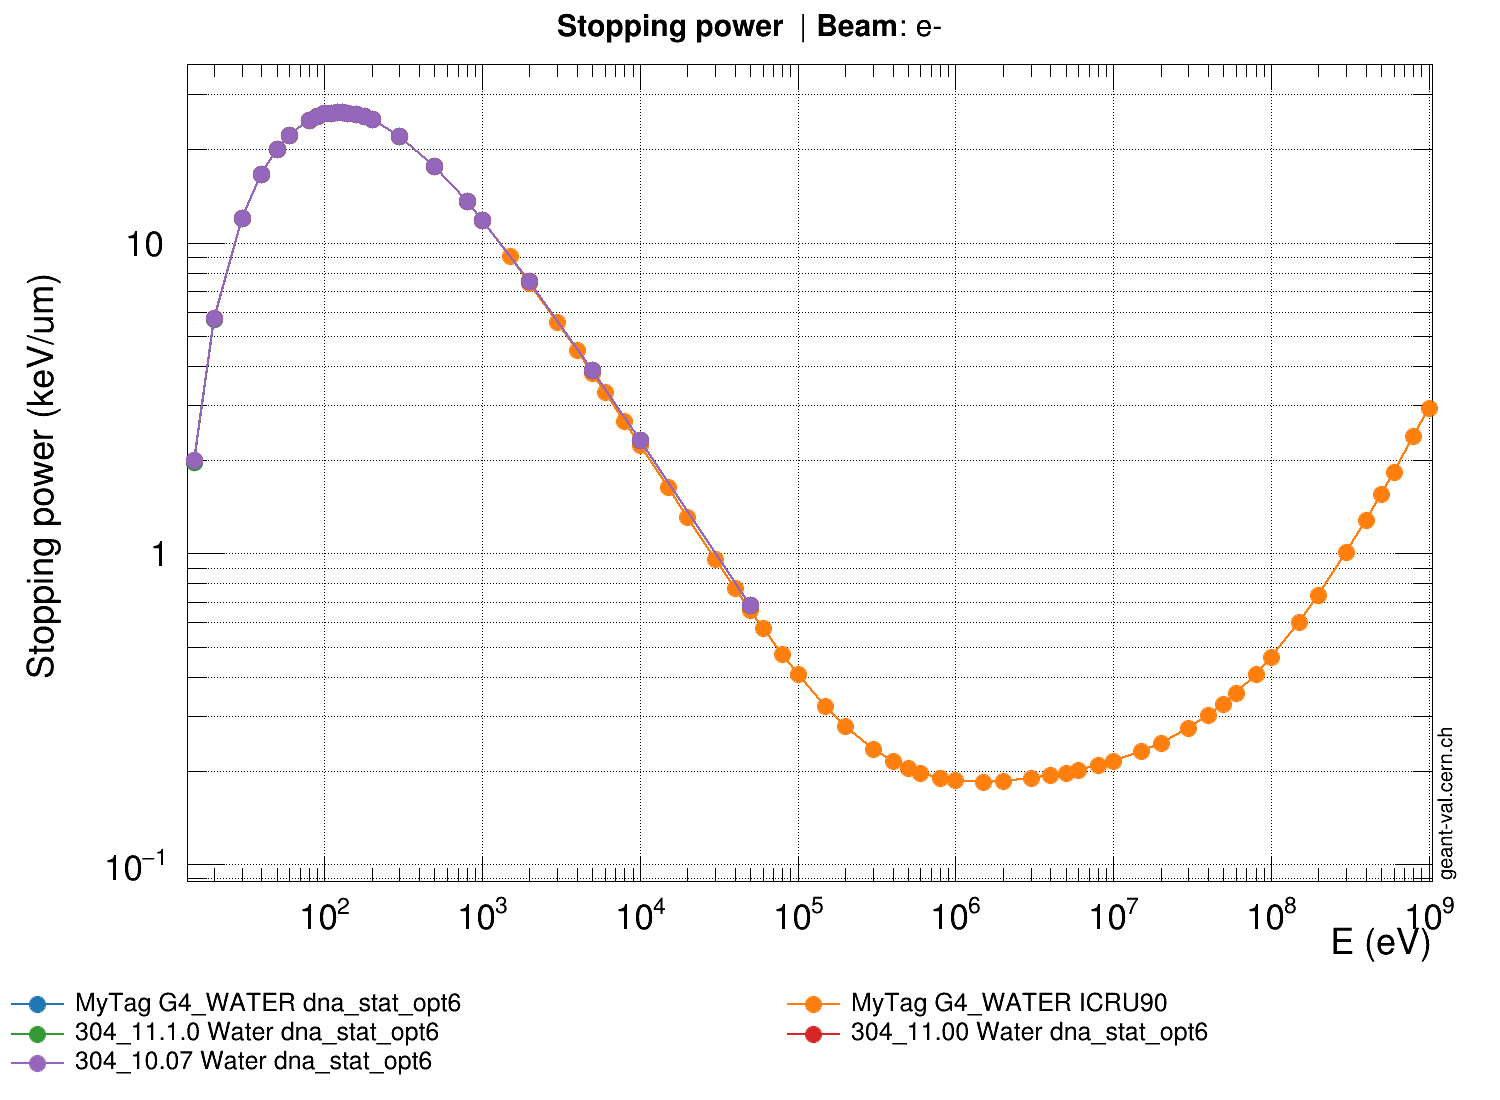 Stopping power | Beam: e-
Stopping power (keV/um)
10
1
10⁻¹
10² 10³ 10⁴ 10⁵ 10⁶ 10⁷ 10⁸ 10⁹
E (eV)
geant-val.cern.ch
MyTag G4_WATER dna_stat_opt6 MyTag G4_WATER ICRU90
304_11.1.0 Water dna_stat_opt6 304_11.00 Water dna_stat_opt6
304_10.07 Water dna_stat_opt6